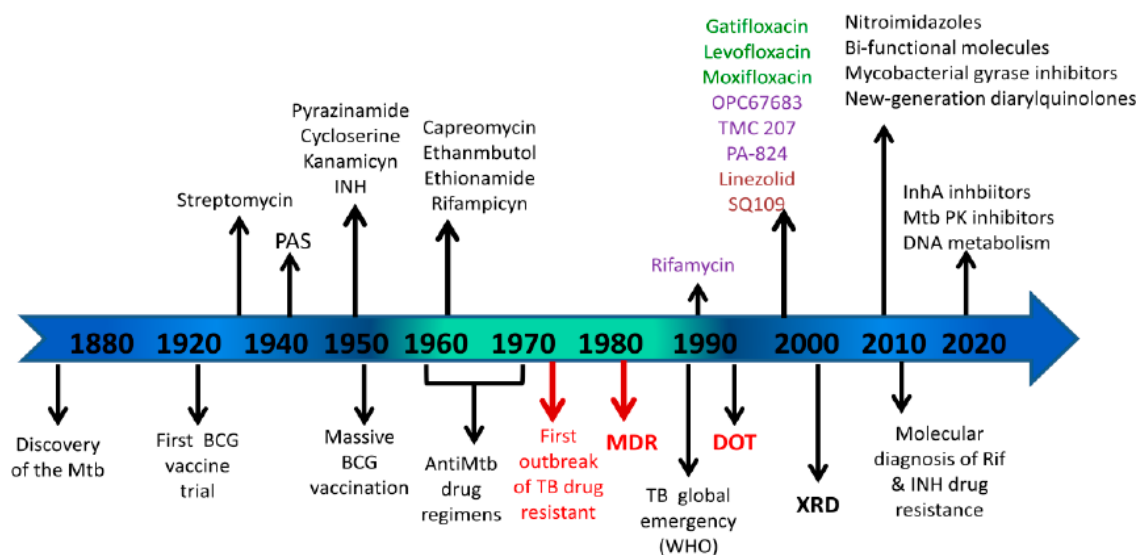 Gatifloxacin
Levofloxacin
Moxifloxacin
OPC67683
TMC 207
PA-824
Linezolid
SQ109
Nitroimidazoles
Bi-functional molecules
Mycobacterial gyrase inhibitors
New-generation diarylquinolones
Pyrazinamide
Cycloserine
Kanamicyn
INH
Capreomycin
Ethanmbutol
Ethionamide
Rifampicyn
Streptomycin
PAS
Rifamycin
InhA inhbiitors
Mtb PK inhibitors
DNA metabolism
1880 1920 1940 1950 1960 1970 1980 1990 2000 2010 2020
Discovery
of the Mtb
First BCG
vaccine
trial
Massive
BCG
vaccination
AntiMtb
drug
regimens
First
outbreak
of TB drug
resistant
MDR
TB global
emergency
(WHO)
DOT
XRD
Molecular
diagnosis of Rif
& INH drug
resistance